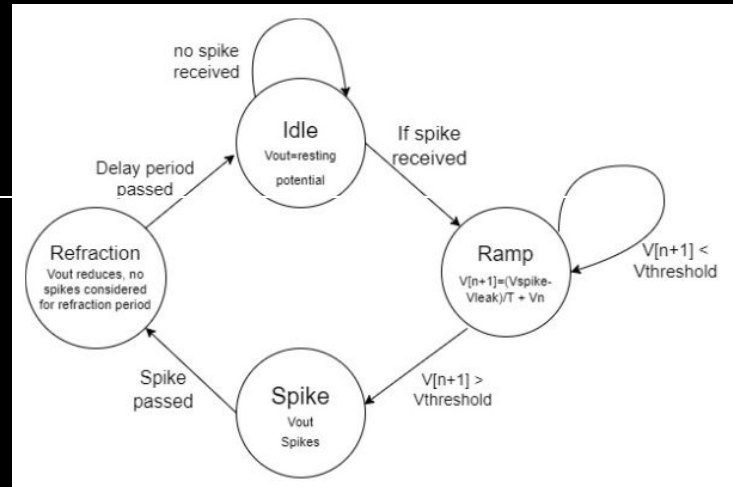 no spike
received
Idle
Vout=resting
potential
If spike
received
Delay period
passed
Refraction
Vout reduces, no
spikes considered
for refraction period
Ramp
V[n+1]=(Vspike-
Vleak)/T + Vn
V[n+1] <
Vthreshold
Spike
passed
Spike
Vout
Spikes
V[n+1] >
Vthreshold